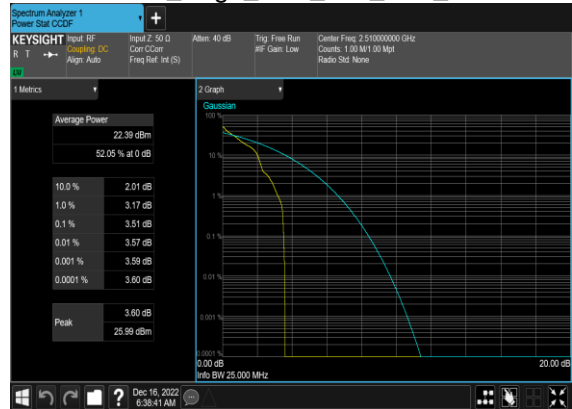 Spectrum Analyzer 1
Power Stat CCDF
+
KEYSIGHT
R T
LXI
Input: RF
Coupling: DC
Align: Auto
Input Z: 50 Ω
Corr CCorr
Freq Ref: Int (S)
Atten: 40 dB
Trig: Free Run
#IF Gain: Low
Center Freq: 2.510000000 GHz
Counts: 1.00 M/1.00 Mpt
Radio Std: None
1 Metrics
Average Power
22.39 dBm
52.05 % at 0 dB
10.0 % 2.01 dB
1.0 % 3.17 dB
0.1 % 3.51 dB
0.01 % 3.57 dB
0.001 % 3.59 dB
0.0001 % 3.60 dB
Peak
3.60 dB
25.99 dBm
2 Graph
Gaussian
100 %
10 %
1 %
0.1 %
0.01 %
0.001 %
0.0001 %
0.00 dB 20.00 dB
Info BW 25.000 MHz
? Dec 16, 2022
6:38:41 AM